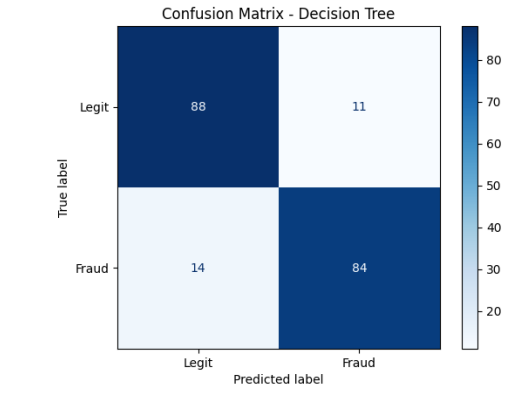 Confusion Matrix - Decision Tree
Legit
88
11
Fraud
14
84
Legit
Fraud
True label
Predicted label
80
70
60
50
40
30
20